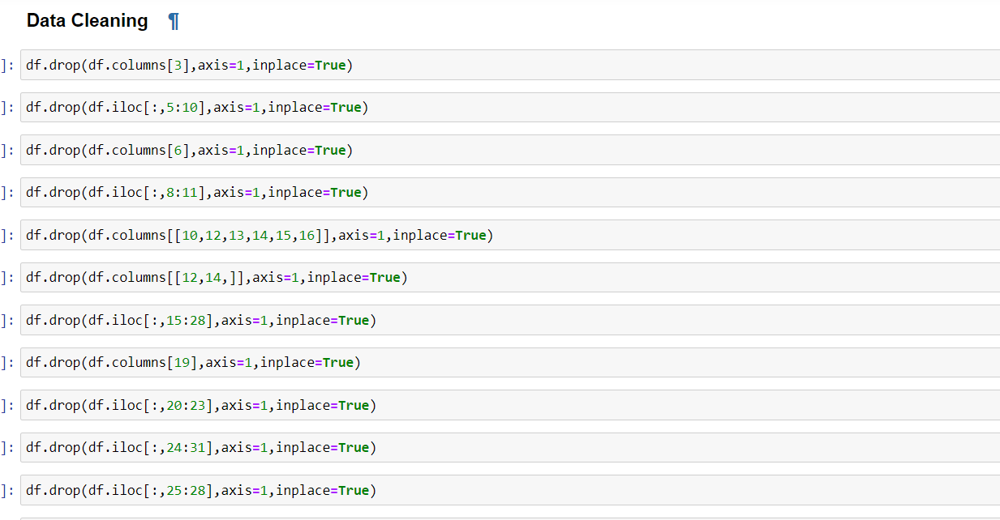 Data Cleaning ¶
]: df.drop(df.columns[3],axis=1,inplace=True)
]: df.drop(df.iloc[:,5:10],axis=1,inplace=True)
]: df.drop(df.columns[6],axis=1,inplace=True)
]: df.drop(df.iloc[:,8:11],axis=1,inplace=True)
]: df.drop(df.columns[[10,12,13,14,15,16]],axis=1,inplace=True)
]: df.drop(df.columns[[12,14,]],axis=1,inplace=True)
]: df.drop(df.iloc[:,15:28],axis=1,inplace=True)
]: df.drop(df.columns[19],axis=1,inplace=True)
]: df.drop(df.iloc[:,20:23],axis=1,inplace=True)
]: df.drop(df.iloc[:,24:31],axis=1,inplace=True)
]: df.drop(df.iloc[:,25:28],axis=1,inplace=True)